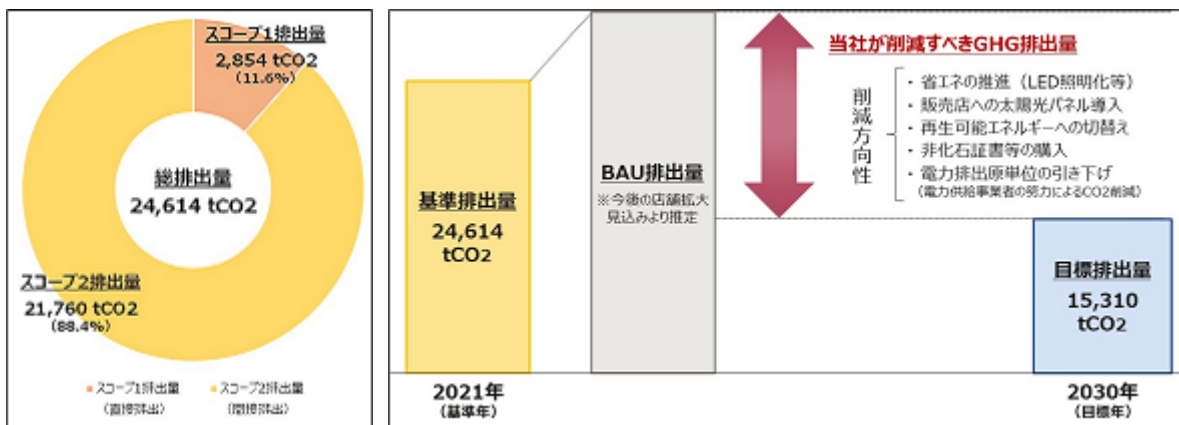 スコープ1排出量
2,854 tCO2
(11.6%)
総排出量
24,614 tCO2
スコープ2排出量
21,760 tCO2
(88.4%)
スコープ1排出量
(直接排出)
スコープ2排出量
(間接排出)
当社が削減すべきGHG排出量
削減方向性
・ 省エネの推進（LED照明化等）
・ 販売店への太陽光パネル導入
・ 再生可能エネルギーへの切替え
・ 非化石証書等の購入
・ 電力排出原単位の引き下げ
（電力供給事業者の努力によるCO2削減）
基準排出量
24,614
tCO2
BAU排出量
※今後の店舗拡大
見込みより推定
目標排出量
15,310
tCO2
2021年
(基準年)
2030年
(目標年)